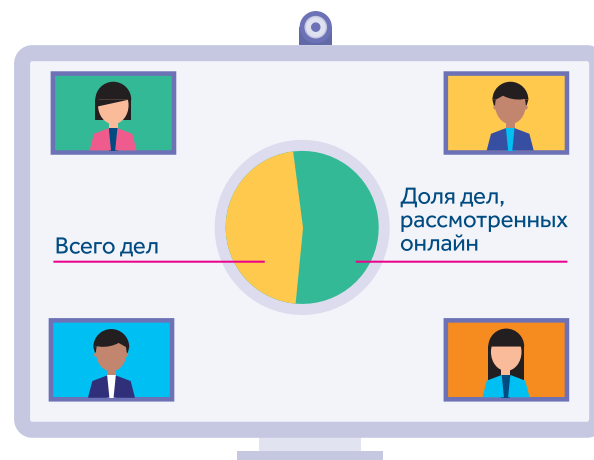 Всего дел
Доля дел,
рассмотренных
онлайн